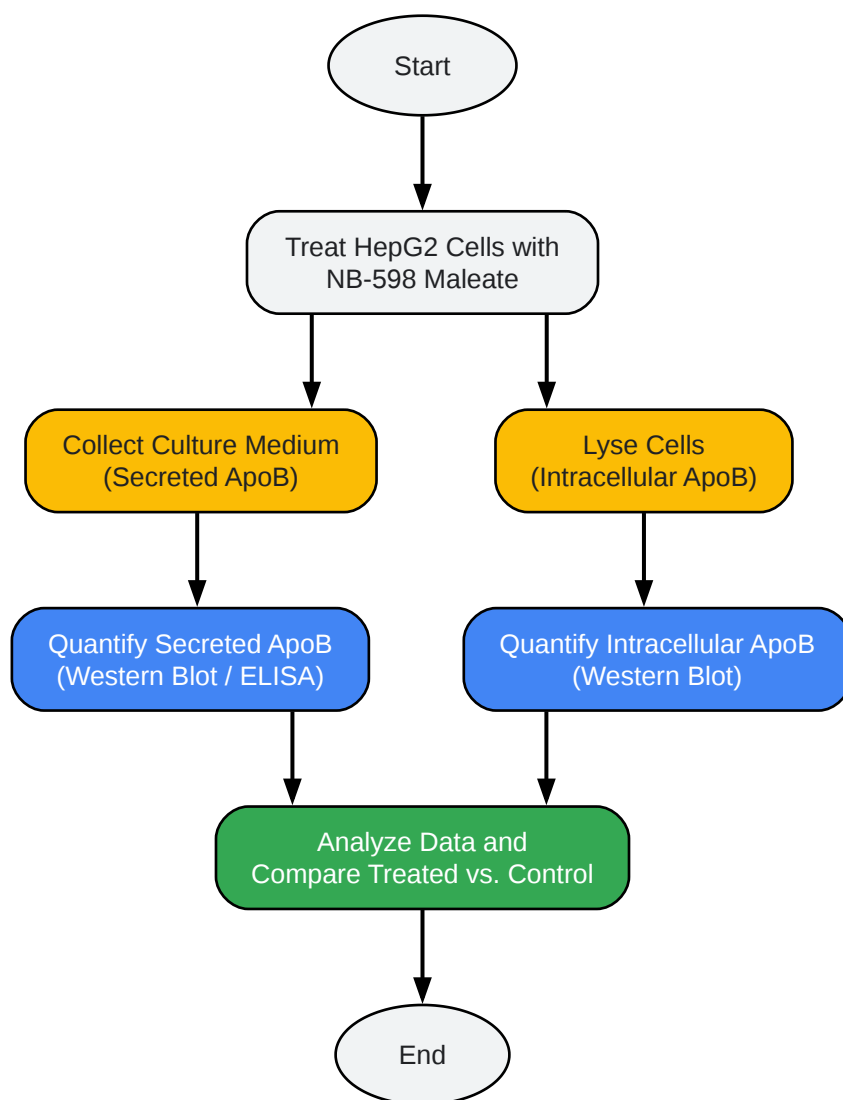 Start
Treat HepG2 Cells with
NB-598 Maleate
Collect Culture Medium
(Secreted ApoB)
Lyse Cells
(Intracellular ApoB)
Quantify Secreted ApoB
(Western Blot / ELISA)
Quantify Intracellular ApoB
(Western Blot)
Analyze Data and
Compare Treated vs. Control
End